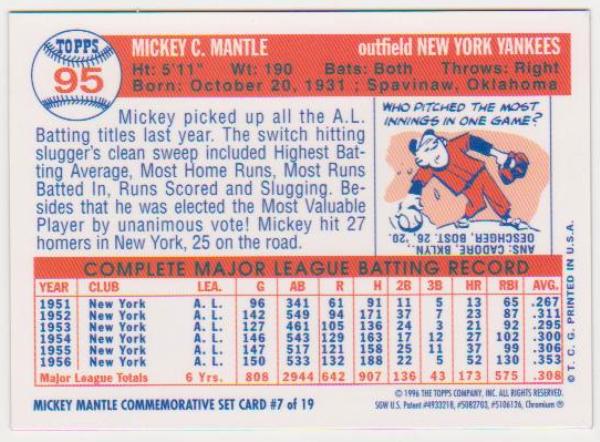 TOPPS
95
MICKEY C. MANTLE outfield NEW YORK YANKEES
Ht: 5'11" Wt: 190 Bats: Both Throws: Right
Born: October 20, 1931 ; Spavinaw, Oklahoma
Mickey picked up all the A.L.
Batting titles last year. The switch hitting
slugger's clean sweep included Highest Bat-
ting Average, Most Home Runs, Most Runs
Batted In, Runs Scored and Slugging. Be-
sides that he was elected the Most Valuable
Player by unanimous vote! Mickey hit 27
homers in New York, 25 on the road.
WHO PITCHED THE MOST
INNINGS IN ONE GAME?
ANS: CADORE, BKLYN.
OESCHGER, BOST. 26, '20.
COMPLETE MAJOR LEAGUE BATTING RECORD
YEAR CLUB LEA. G AB R H 2B 3B HR RBI AVG.
1951 New York A. L. 96 341 61 91 11 5 13 65 .267
1952 New York A. L. 142 549 94 171 37 7 23 87 .311
1953 New York A. L. 127 461 105 136 24 3 21 92 .295
1954 New York A. L. 146 543 129 163 17 12 27 102 .300
1955 New York A. L. 147 517 121 158 25 11 37 99 .306
1956 New York A. L. 150 533 132 188 22 5 52 130 .353
Major League Totals 6 Yrs. 808 2944 642 907 136 43 173 575 .308
© T. C. G. PRINTED IN U.S.A.
MICKEY MANTLE COMMEMORATIVE SET CARD #7 of 19
© 1996 THE TOPPS COMPANY, INC. ALL RIGHTS RESERVED.
SGW U.S. Patent #4933218, #5082703, #5106126, Chromium ®